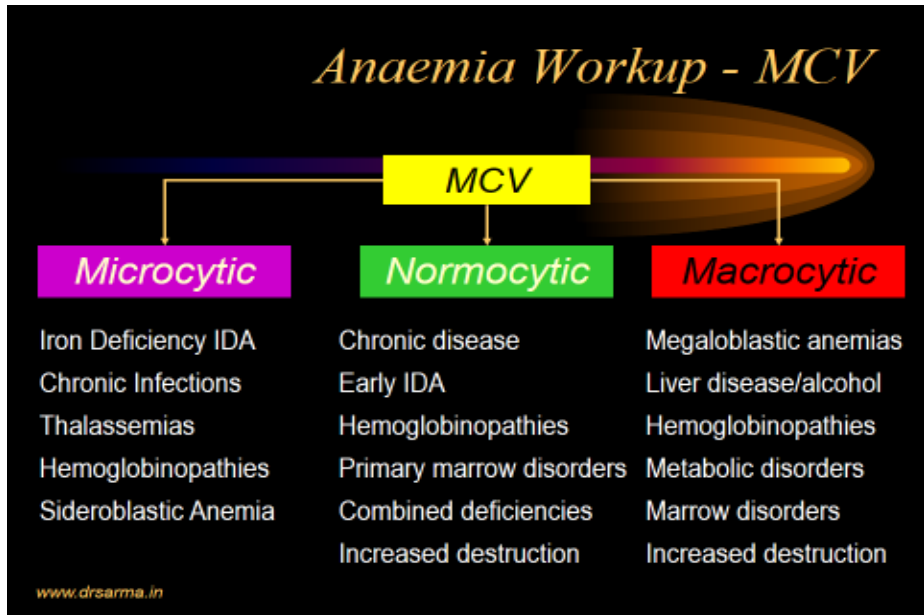 Anaemia Workup - MCV
MCV
Microcytic
Iron Deficiency IDA
Chronic Infections
Thalassemias
Hemoglobinopathies
Sideroblastic Anemia
Normocytic
Chronic disease
Early IDA
Hemoglobinopathies
Primary marrow disorders
Combined deficiencies
Increased destruction
Macrocytic
Megaloblastic anemias
Liver disease/alcohol
Hemoglobinopathies
Metabolic disorders
Marrow disorders
Increased destruction
www.drsarma.in